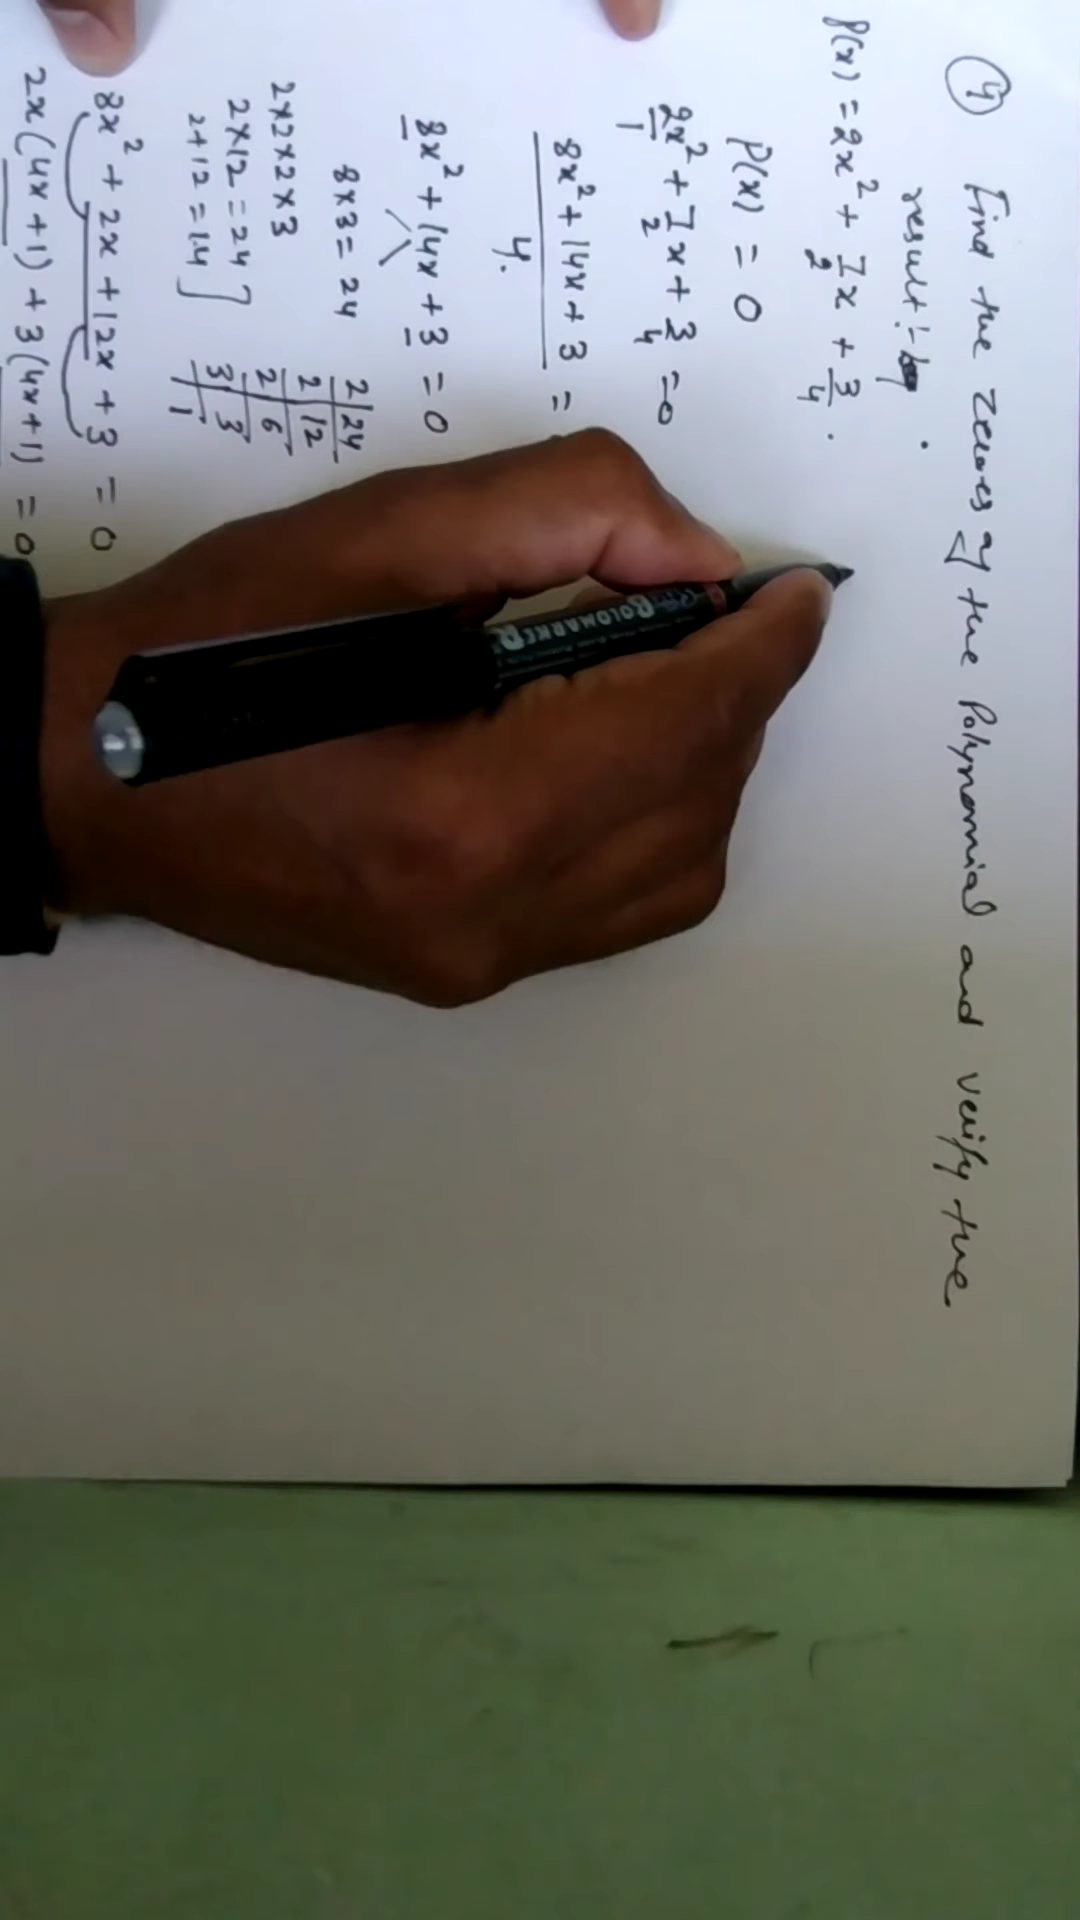 4 Find the zeroes of the Polynomial and verify the
result :-
P(x) = 2x² + 7/2 x + 3/4 .
P(x) = 0
2x²/1 + 7/2 x + 3/4 = 0
8x² + 14x + 3 / 4. =
8x² + 14x + 3 = 0
8×3 = 24
2×2×2×3
2×12 = 24
2+12 = 14
2 | 24
2 | 12
2 | 6
3 | 3
1
8x² + 2x + 12x + 3 = 0
2x(4x+1) + 3(4x+1) = 0
BOLDMARKER